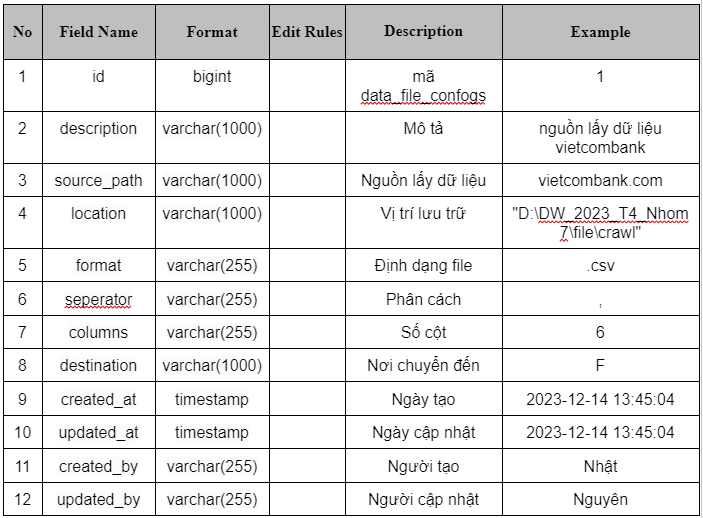 No Field Name Format Edit Rules Description Example
1 id bigint mã 1
data_file_confogs
2 description varchar(1000) Mô tả nguồn lấy dữ liệu
vietcombank
3 source_path varchar(1000) Nguồn lấy dữ liệu vietcombank.com
4 location varchar(1000) Vị trí lưu trữ "D:\DW_2023_T4_Nhom
7\file\crawl"
5 format varchar(255) Định dạng file .csv
6 seperator varchar(255) Phân cách ,
7 columns varchar(255) Số cột 6
8 destination varchar(1000) Nơi chuyển đến F
9 created_at timestamp Ngày tạo 2023-12-14 13:45:04
10 updated_at timestamp Ngày cập nhật 2023-12-14 13:45:04
11 created_by varchar(255) Người tạo Nhật
12 updated_by varchar(255) Người cập nhật Nguyên